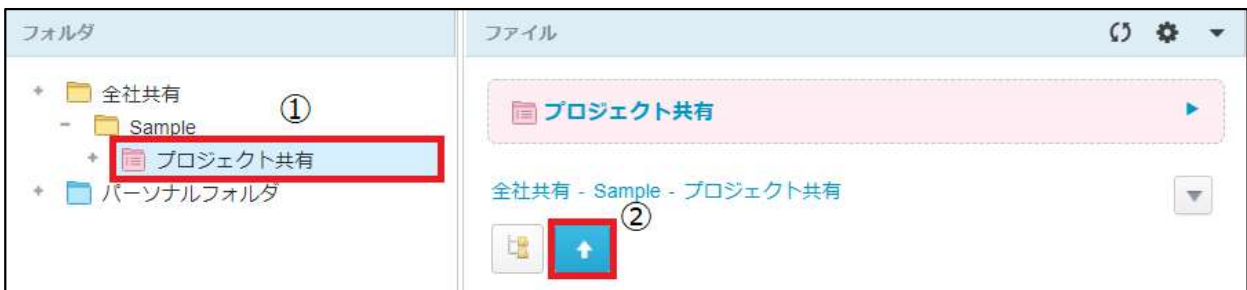 フォルダ
全社共有
①
Sample
プロジェクト共有
パーソナルフォルダ
ファイル
プロジェクト共有
全社共有 - Sample - プロジェクト共有
②